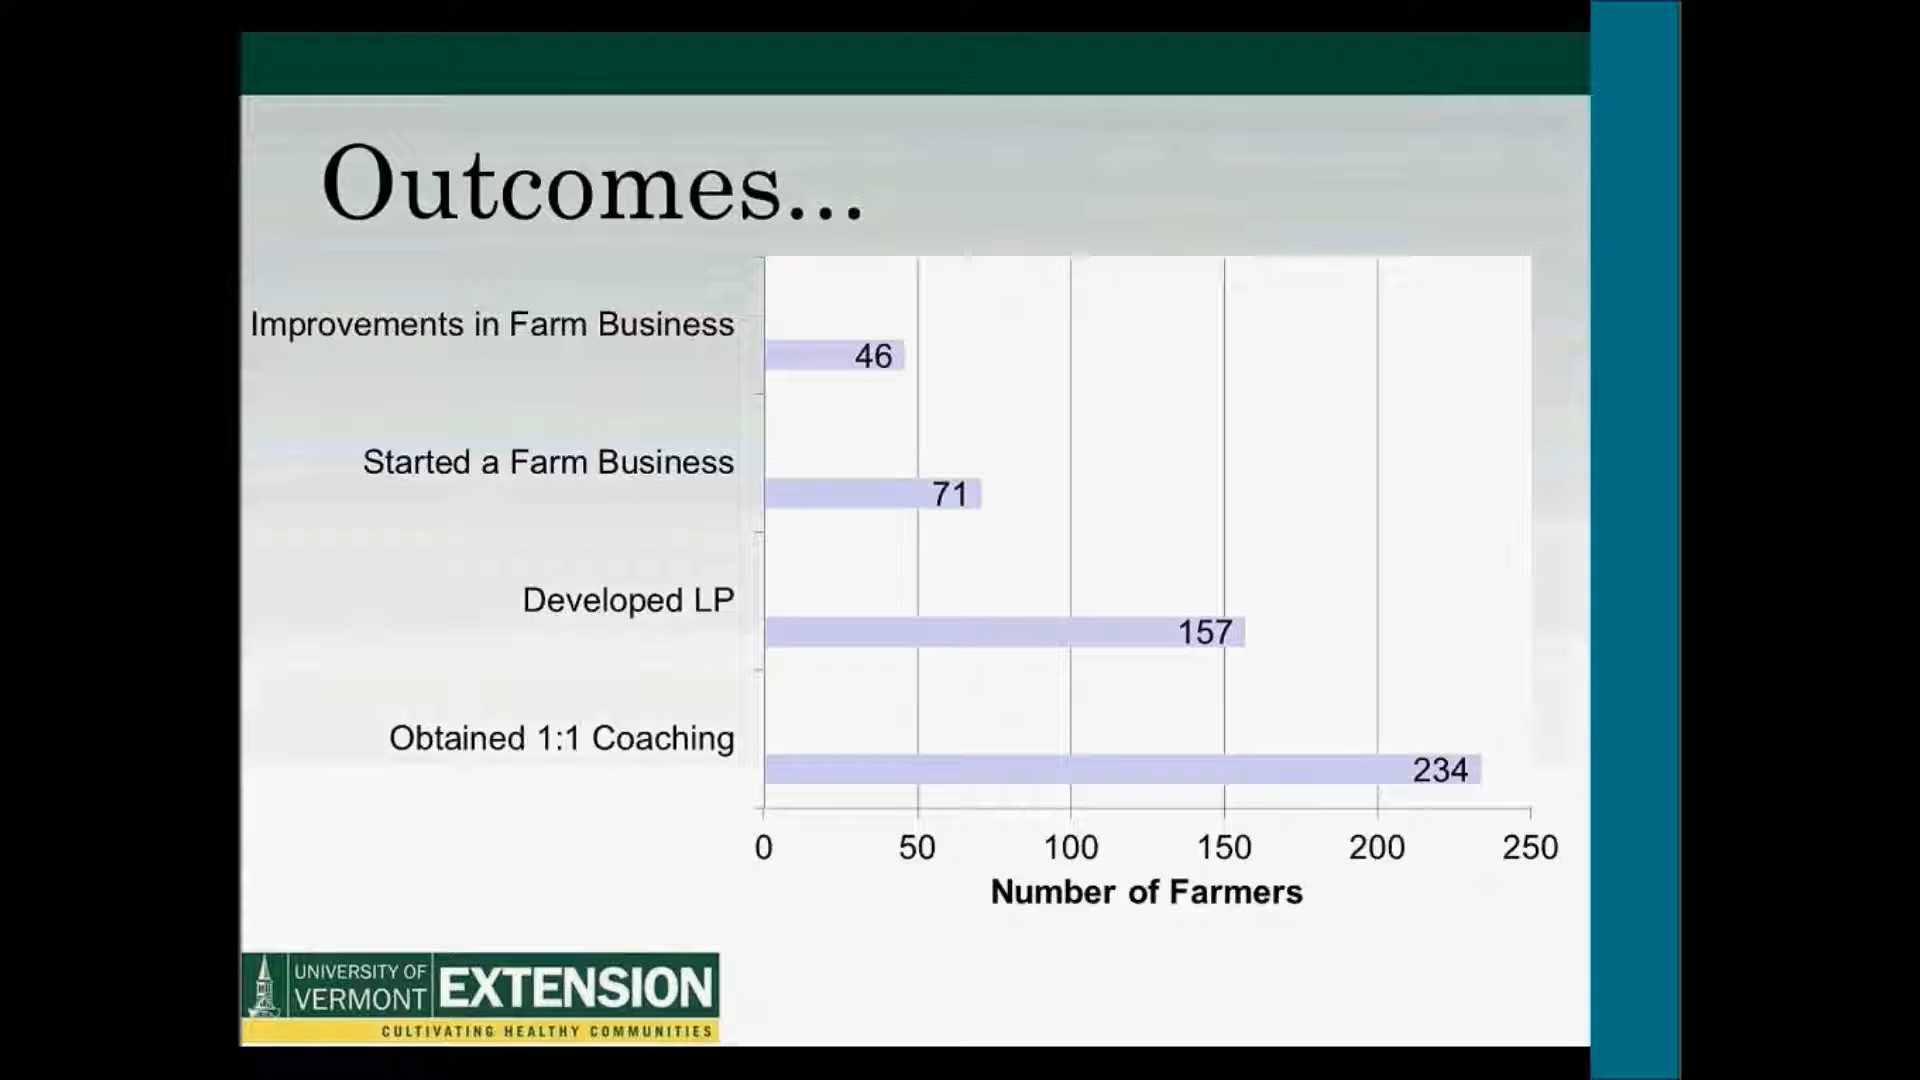 Outcomes...
Improvements in Farm Business
46
Started a Farm Business
71
Developed LP
157
Obtained 1:1 Coaching
234
0 50 100 150 200 250
Number of Farmers
UNIVERSITY OF
VERMONT
EXTENSION
CULTIVATING HEALTHY COMMUNITIES